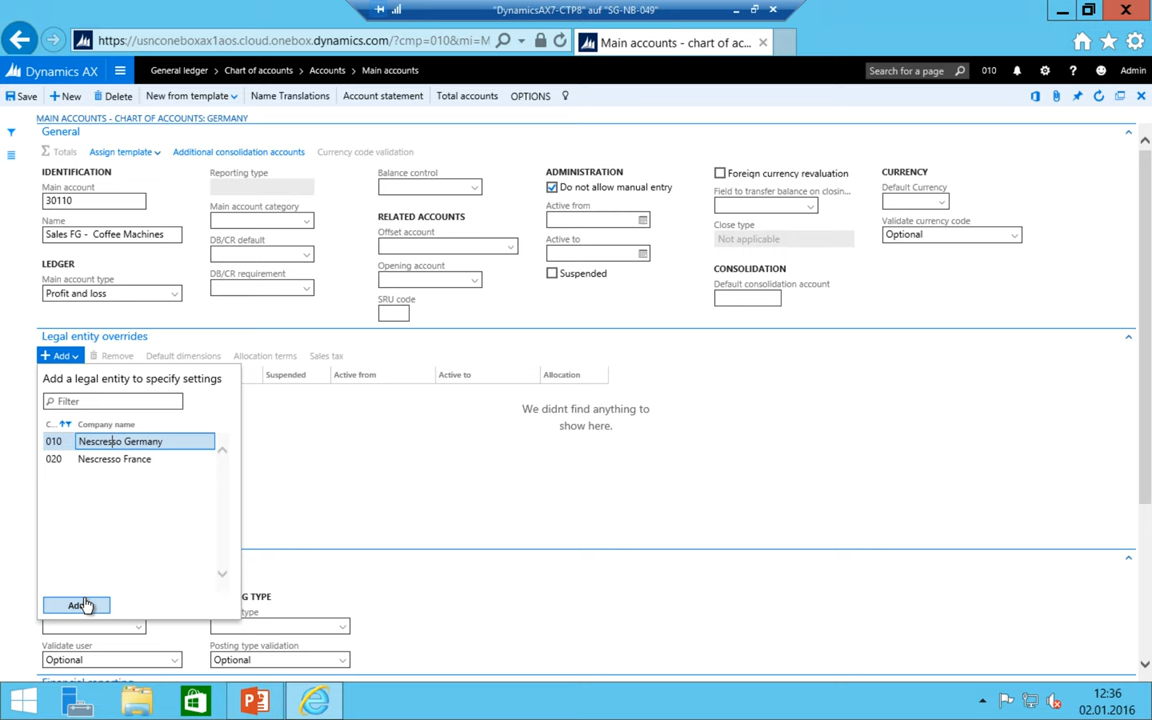 "DynamicsAX7-CTP8" auf "SG-NB-049"
https://usnconeboxax1aos.cloud.onebox.dynamics.com/?cmp=010&mi=M
Main accounts - chart of ac...
Dynamics AX
General ledger > Chart of accounts > Accounts > Main accounts
Search for a page
010
? Admin
Save
+ New
Delete
New from template
Name Translations
Account statement
Total accounts
OPTIONS
MAIN ACCOUNTS - CHART OF ACCOUNTS: GERMANY
General
Σ Totals
Assign template
Additional consolidation accounts
Currency code validation
IDENTIFICATION
Main account
30110
Name
Sales FG - Coffee Machines
LEDGER
Main account type
Profit and loss
Reporting type
Main account category
DB/CR default
DB/CR requirement
Balance control
RELATED ACCOUNTS
Offset account
Opening account
SRU code
ADMINISTRATION
Do not allow manual entry
Active from
Active to
Suspended
Foreign currency revaluation
Field to transfer balance on closin...
Close type
Not applicable
CONSOLIDATION
Default consolidation account
CURRENCY
Default Currency
Validate currency code
Optional
Legal entity overrides
+ Add
Remove
Default dimensions
Allocation terms
Sales tax
Suspended
Active from
Active to
Allocation
We didnt find anything to
show here.
Add a legal entity to specify settings
Filter
C...
Company name
010 Nescresso Germany
020 Nescresso France
Add
G TYPE
type
Validate user
Optional
Posting type validation
Optional
Financial reporting
12:36
02.01.2016